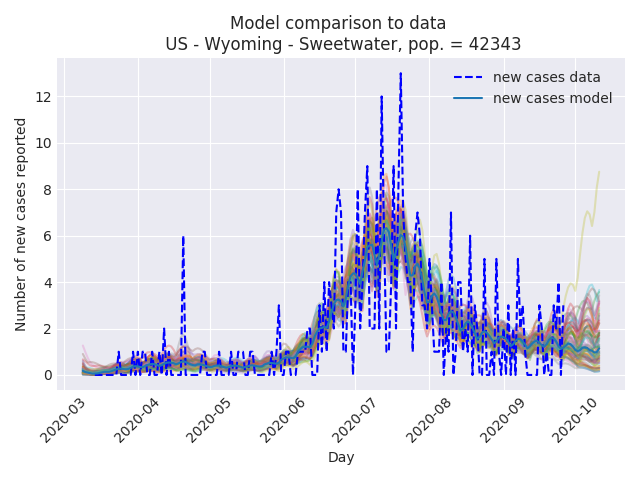 Model comparison to data
US - Wyoming - Sweetwater, pop. = 42343
new cases data
new cases model
Number of new cases reported
12
10
8
6
4
2
0
2020-03
2020-04
2020-05
2020-06
2020-07
2020-08
2020-09
2020-10
Day